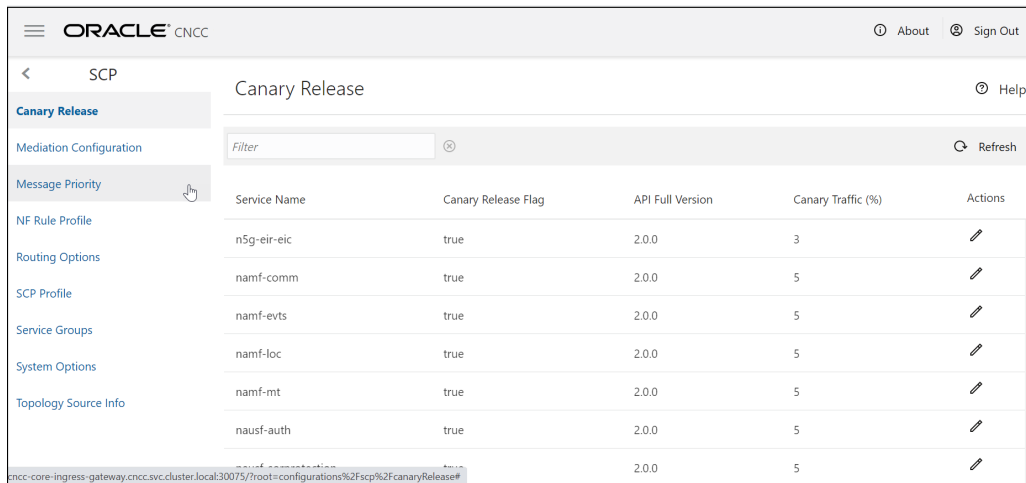 ORACLE CNCC
About
Sign Out
SCP
Canary Release
Mediation Configuration
Message Priority
NF Rule Profile
Routing Options
SCP Profile
Service Groups
System Options
Topology Source Info
Canary Release
Help
Filter
Refresh
Service Name Canary Release Flag API Full Version Canary Traffic (%) Actions
n5g-eir-eic true 2.0.0 3
namf-comm true 2.0.0 5
namf-evts true 2.0.0 5
namf-loc true 2.0.0 5
namf-mt true 2.0.0 5
nausf-auth true 2.0.0 5
true 2.0.0 5
cncc-core-ingress-gateway.cncc.svc.cluster.local:30075/?root=configurations%2Fscp%2FcanaryRelease#